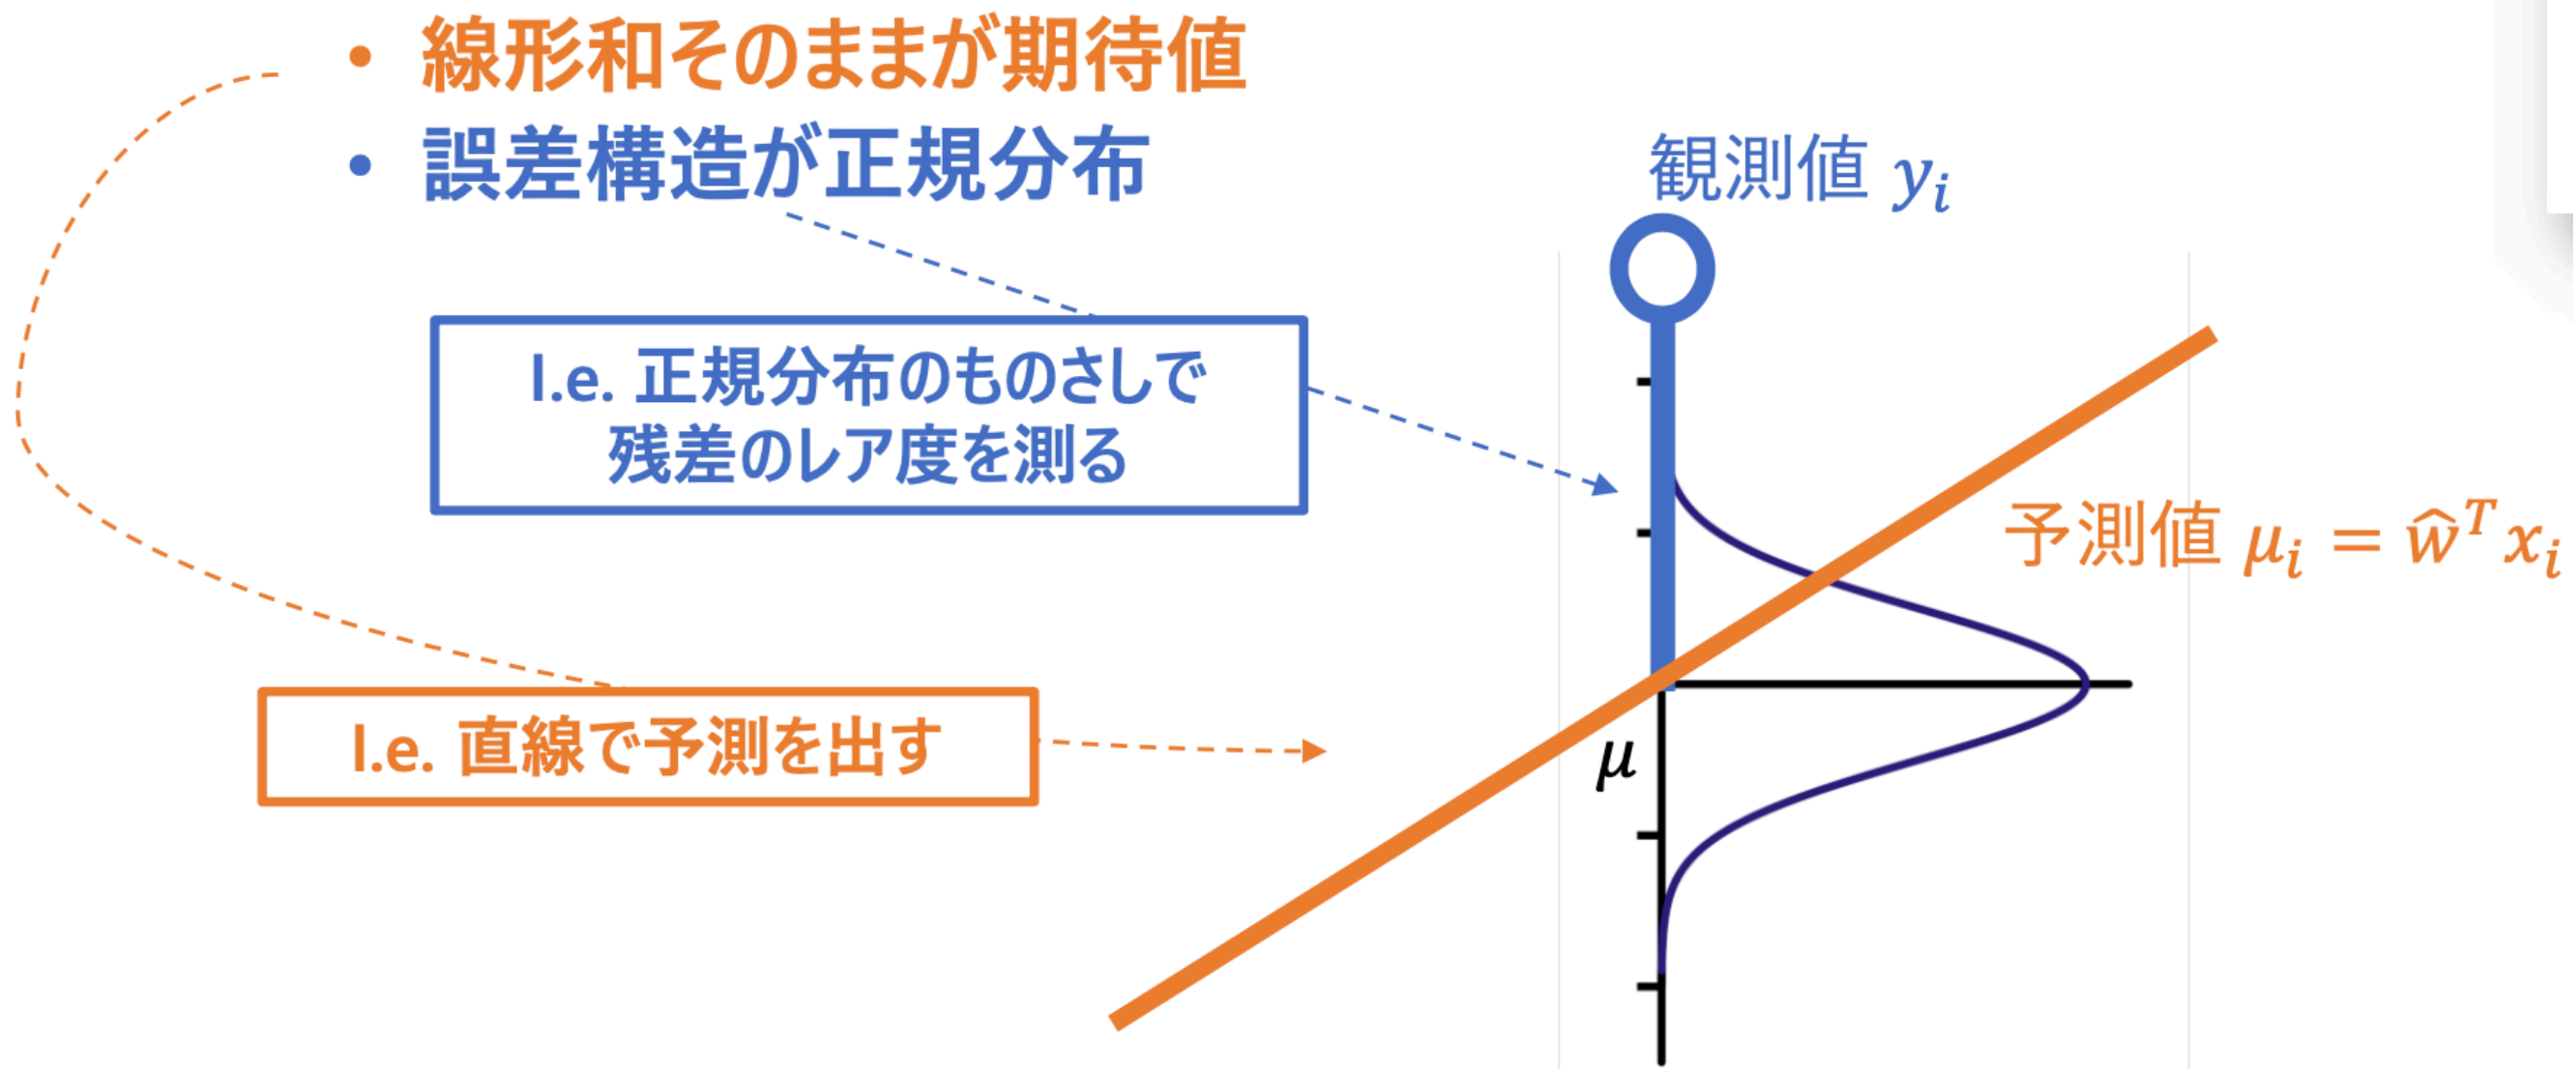 • 線形和そのままが期待値
• 誤差構造が正規分布
観測値 yᵢ
I.e. 正規分布のものさしで
残差のレア度を測る
予測値 μᵢ = ŵᵀxᵢ
I.e. 直線で予測を出す
μ